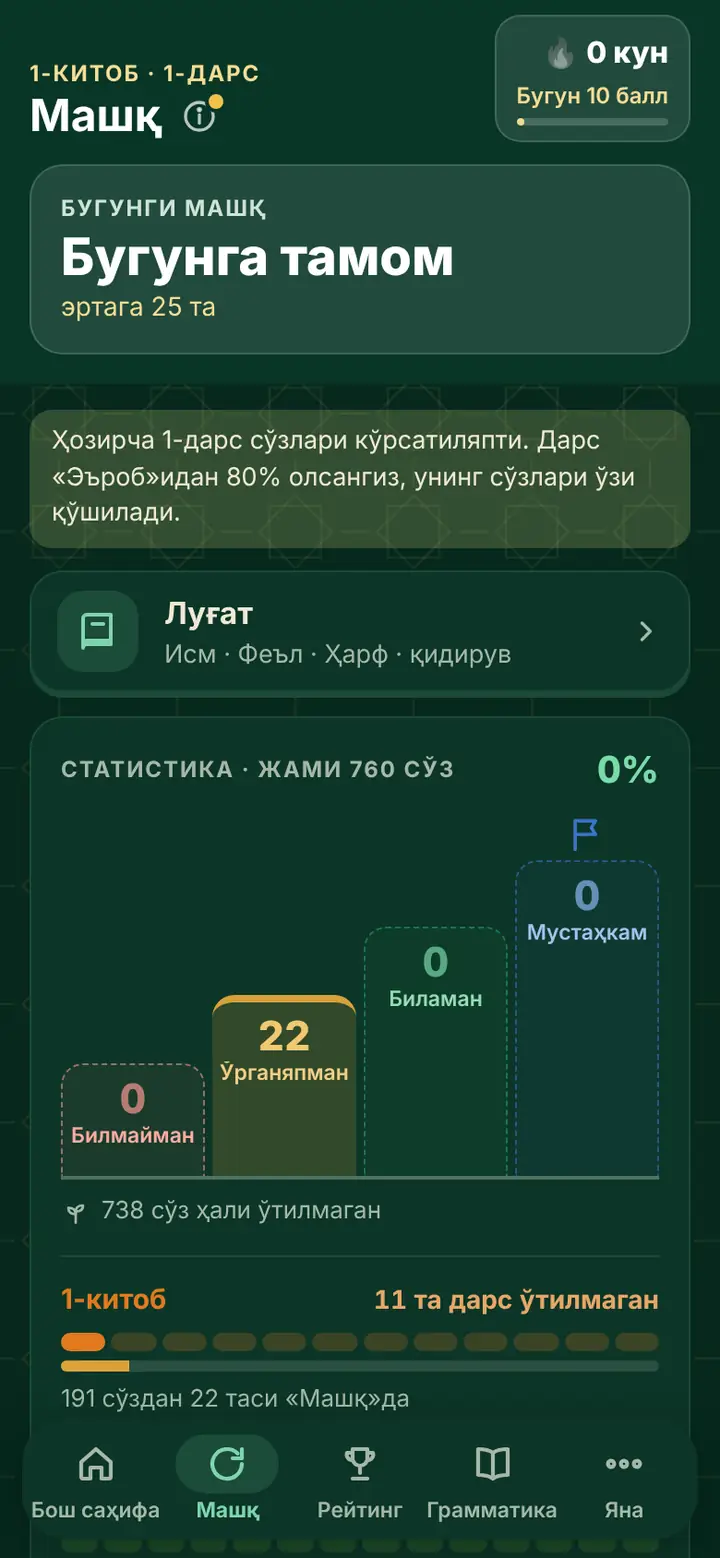 1-КИТОБ · 1-ДАРС
Машқ
0 кун
Бугун 10 балл
БУГУНГИ МАШҚ
Бугунга тамом
эртага 25 та
Ҳозирча 1-дарс сўзлари кўрсатиляпти. Дарс
«Эъроб»идан 80% олсангиз, унинг сўзлари ўзи
қўшилади.
Луғат
Исм · Феъл · Ҳарф · қидирув
СТАТИСТИКА · ЖАМИ 760 СЎЗ
0%
0
Мустаҳкам
0
Биламан
22
Ўрганяпман
0
Билмайман
738 сўз ҳали ўтилмаган
1-китоб
11 та дарс ўтилмаган
191 сўздан 22 таси «Машқ»да
Бош саҳифа
Машқ
Рейтинг
Грамматика
Яна